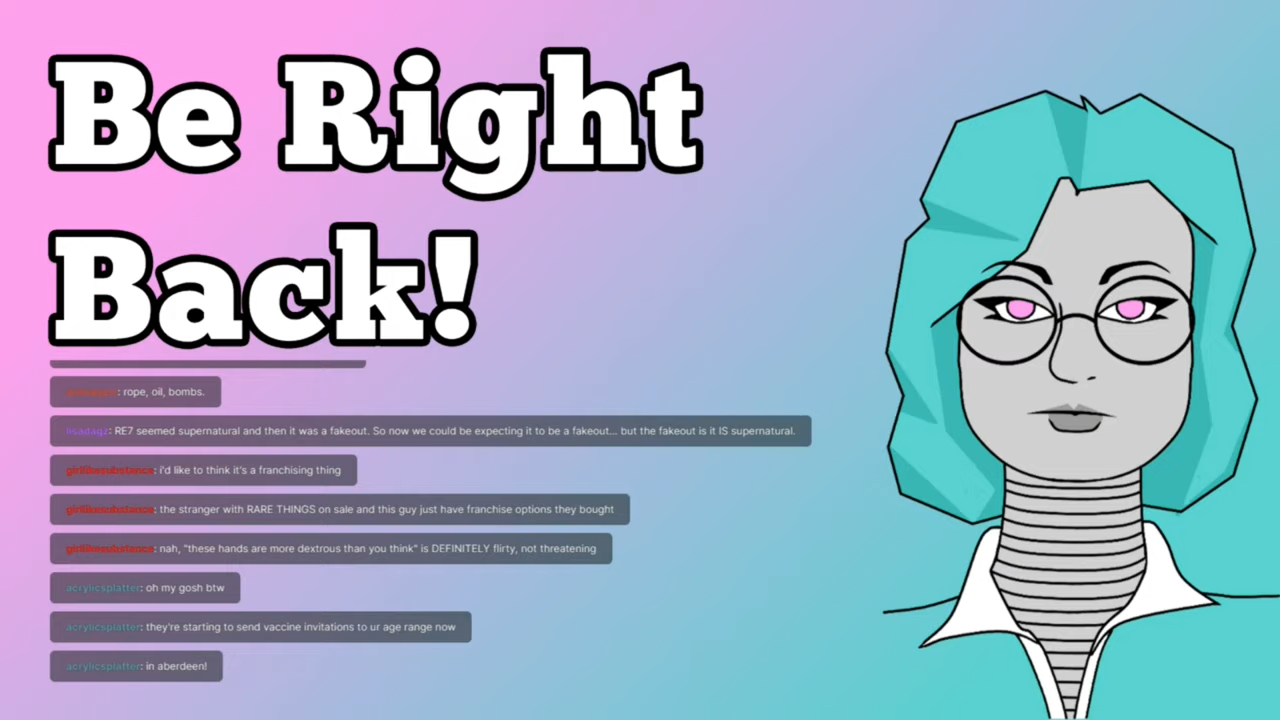 Be Right
Back!
: rope, oil, bombs.
lisadagz: RE7 seemed supernatural and then it was a fakeout. So now we could be expecting it to be a fakeout... but the fakeout is it IS supernatural.
girllikesubstance: i'd like to think it's a franchising thing
girllikesubstance: the stranger with RARE THINGS on sale and this guy just have franchise options they bought
girllikesubstance: nah, "these hands are more dextrous than you think" is DEFINITELY flirty, not threatening
acrylicsplatter: oh my gosh btw
acrylicsplatter: they're starting to send vaccine invitations to ur age range now
acrylicsplatter: in aberdeen!